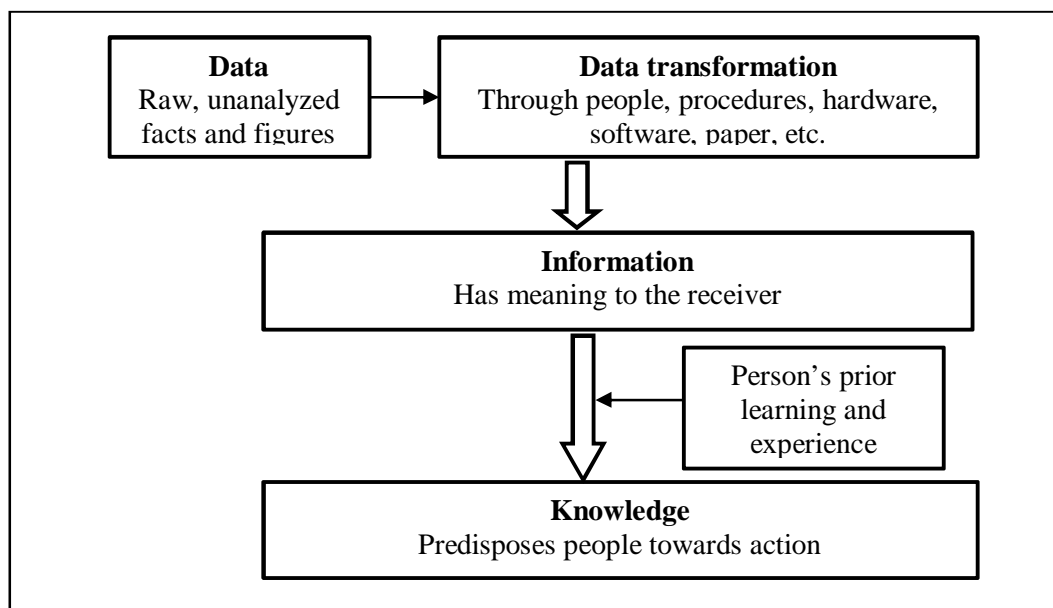 Data
Raw, unanalyzed
facts and figures
Data transformation
Through people, procedures, hardware,
software, paper, etc.
Information
Has meaning to the receiver
Person’s prior
learning and
experience
Knowledge
Predisposes people towards action